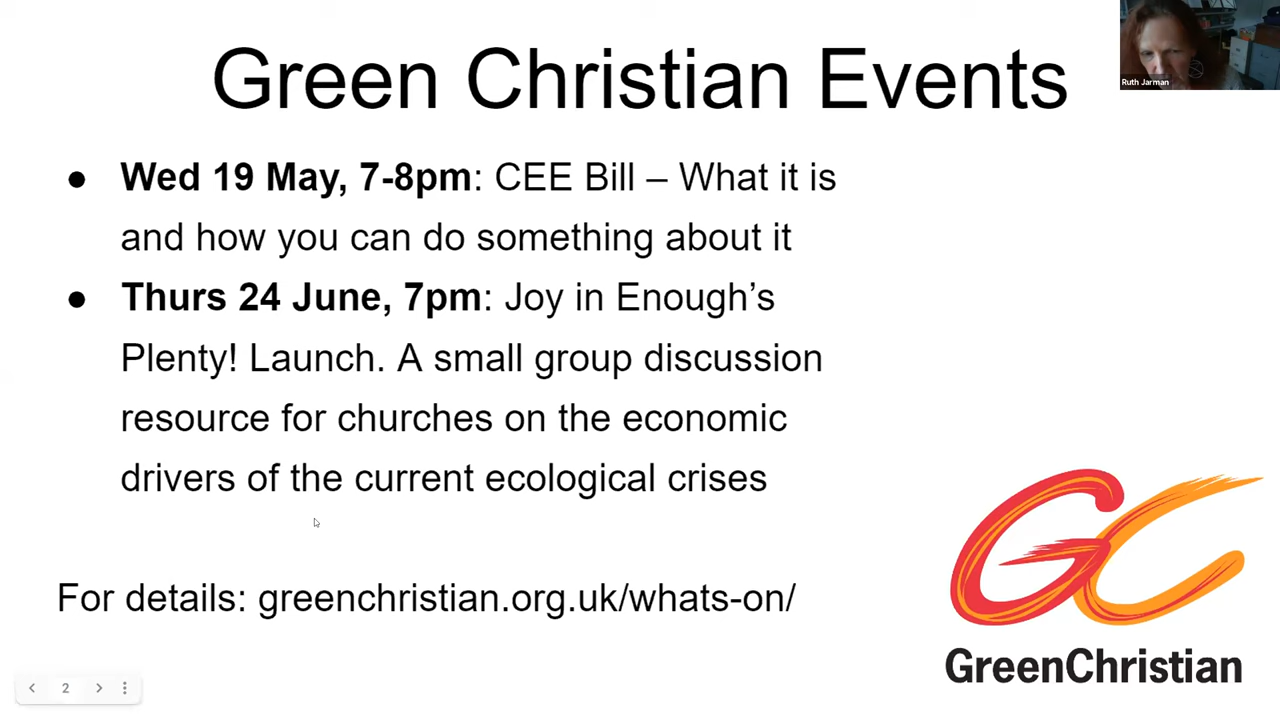 Green Christian Events
Ruth Jarman
● Wed 19 May, 7-8pm: CEE Bill – What it is
and how you can do something about it
● Thurs 24 June, 7pm: Joy in Enough’s
Plenty! Launch. A small group discussion
resource for churches on the economic
drivers of the current ecological crises
For details: greenchristian.org.uk/whats-on/
GC
GreenChristian
2